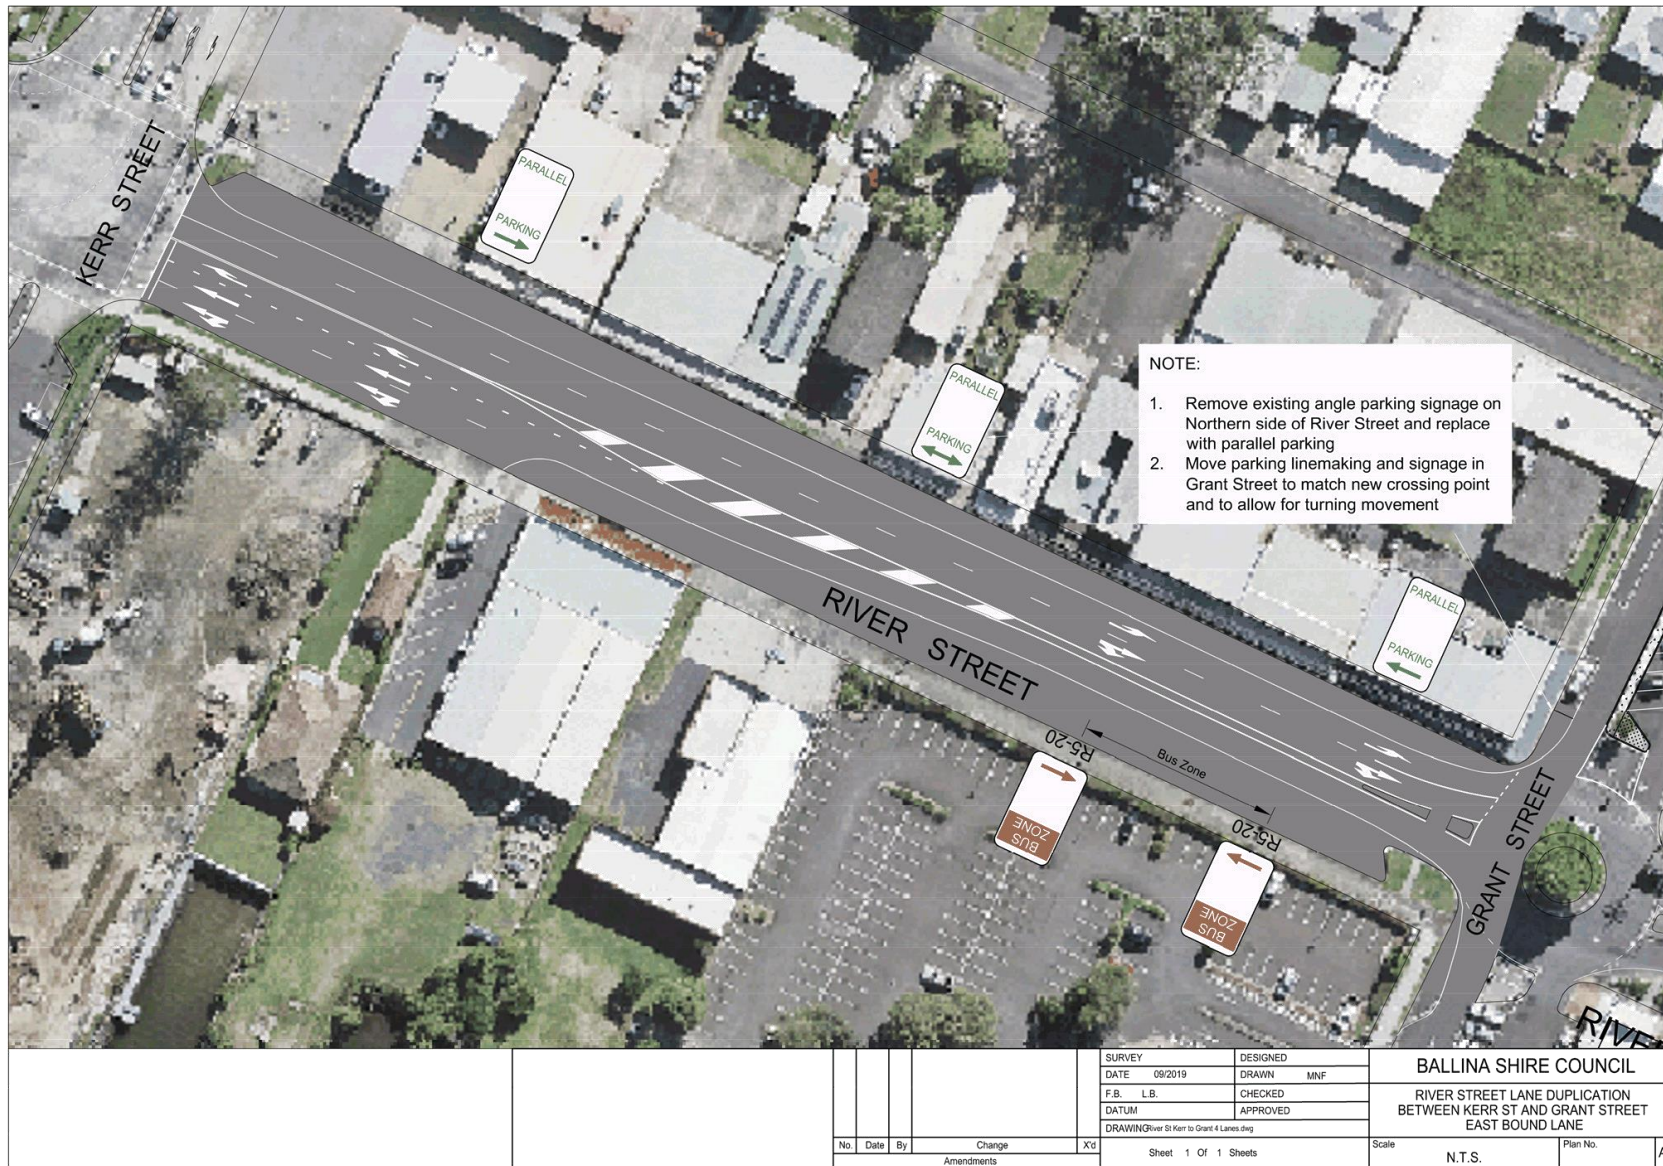 KERR STREET
PARALLEL
PARKING
PARALLEL
PARKING
NOTE:
1. Remove existing angle parking signage on
Northern side of River Street and replace
with parallel parking
2. Move parking linemaking and signage in
Grant Street to match new crossing point
and to allow for turning movement
PARALLEL
PARKING
RIVER STREET
R5-20
Bus Zone
R5-20
BUS
ZONE
BUS
ZONE
GRANT STREET
SURVEY
DATE 09/2019
F.B. L.B.
DATUM
DESIGNED
DRAWN MNF
CHECKED
APPROVED
DRAWING River St Kerr to Grant 4 Lanes.dwg
Sheet 1 Of 1 Sheets
No. Date By Change X'd
Amendments
BALLINA SHIRE COUNCIL
RIVER STREET LANE DUPLICATION
BETWEEN KERR ST AND GRANT STREET
EAST BOUND LANE
Scale
N.T.S.
Plan No.